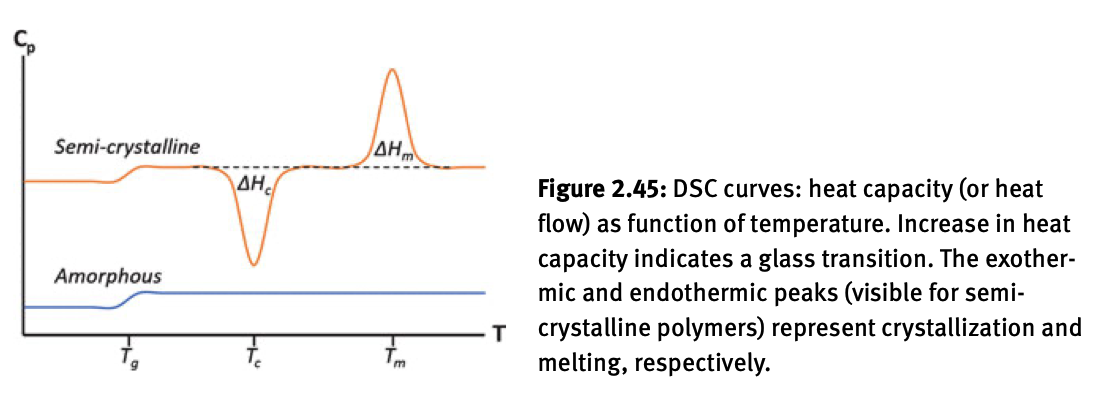 Cp
Semi-crystalline
ΔHm
ΔHc
Amorphous
T
Tg
Tc
Tm
Figure 2.45: DSC curves: heat capacity (or heat
flow) as function of temperature. Increase in heat
capacity indicates a glass transition. The exother-
mic and endothermic peaks (visible for semi-
crystalline polymers) represent crystallization and
melting, respectively.